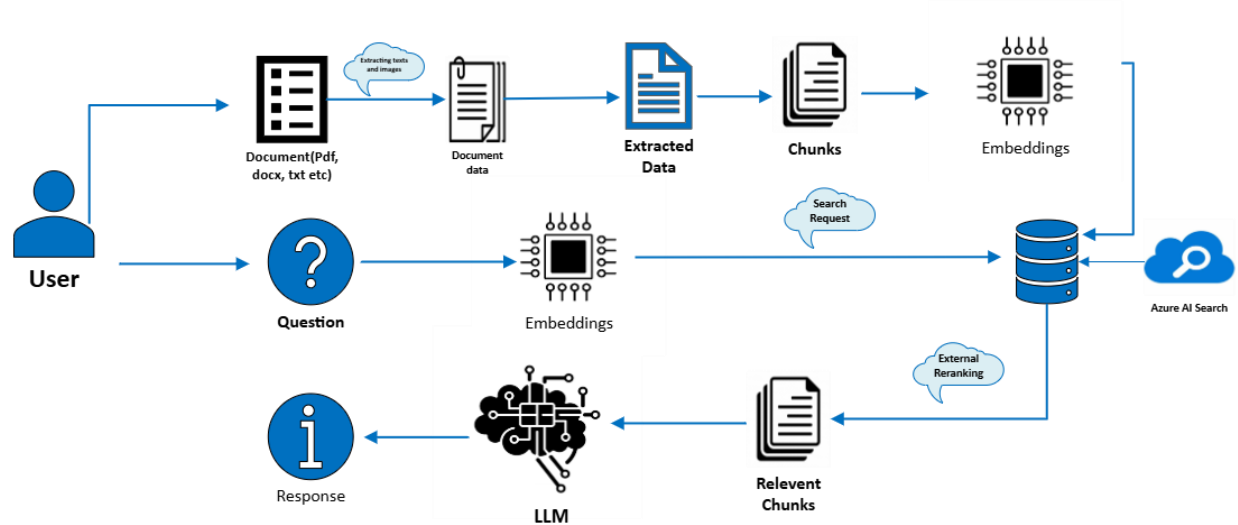 Extracting texts
and images
Document(Pdf,
docx, txt etc)
Document
data
Extracted
Data
Chunks
Embeddings
Search
Request
User
Question
Embeddings
Azure AI Search
External
Reranking
Response
LLM
Relevent
Chunks